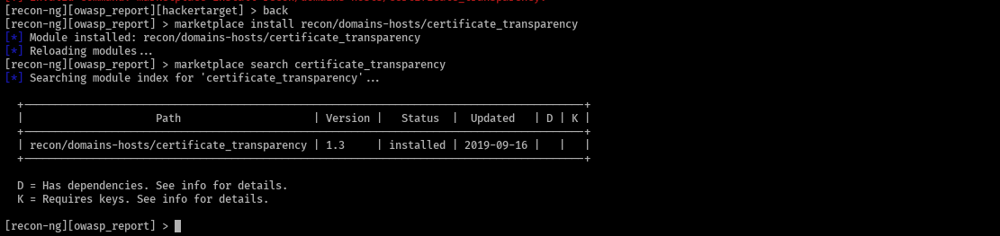 [recon-ng][owasp_report][hackertarget] > back
[recon-ng][owasp_report] > marketplace install recon/domains-hosts/certificate_transparency
[*] Module installed: recon/domains-hosts/certificate_transparency
[*] Reloading modules...
[recon-ng][owasp_report] > marketplace search certificate_transparency
[*] Searching module index for 'certificate_transparency'...
| Path | Version | Status | Updated | D | K |
| recon/domains-hosts/certificate_transparency | 1.3 | installed | 2019-09-16 | | |
D = Has dependencies. See info for details.
K = Requires keys. See info for details.
[recon-ng][owasp_report] >